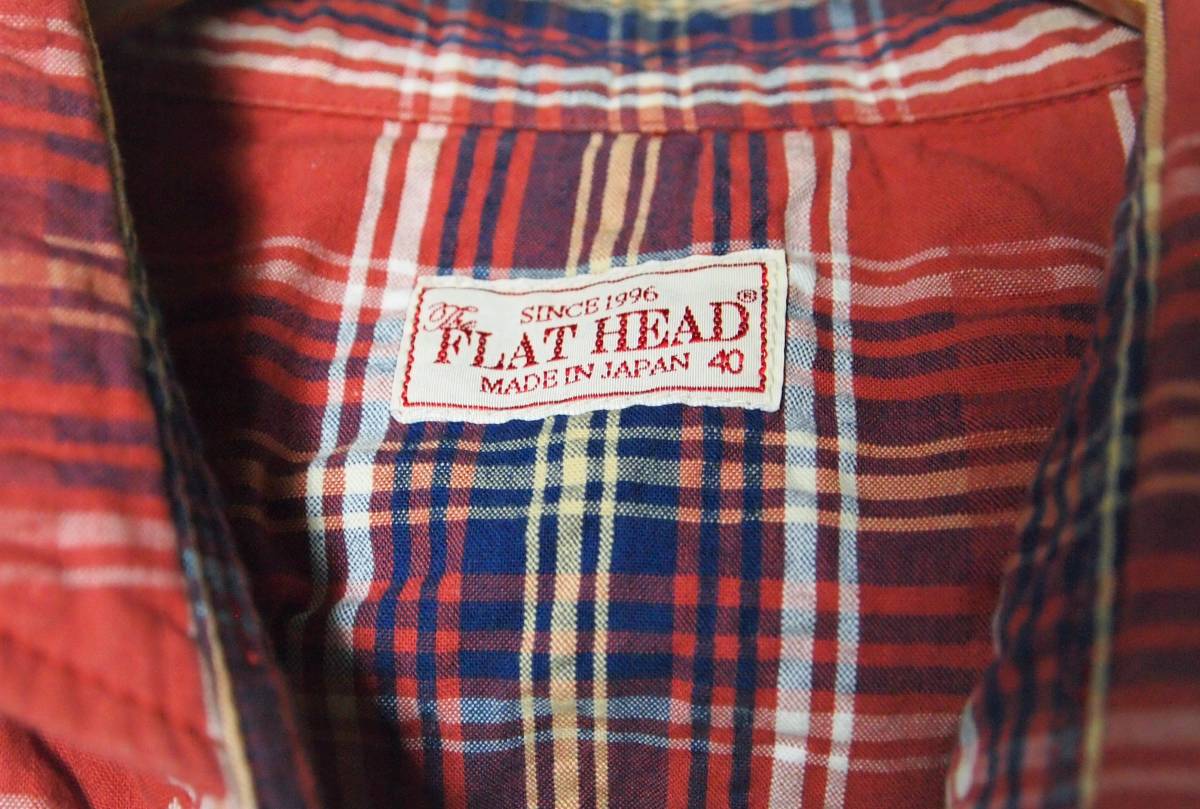 SINCE 1996
The
FLAT HEAD®
MADE IN JAPAN 40